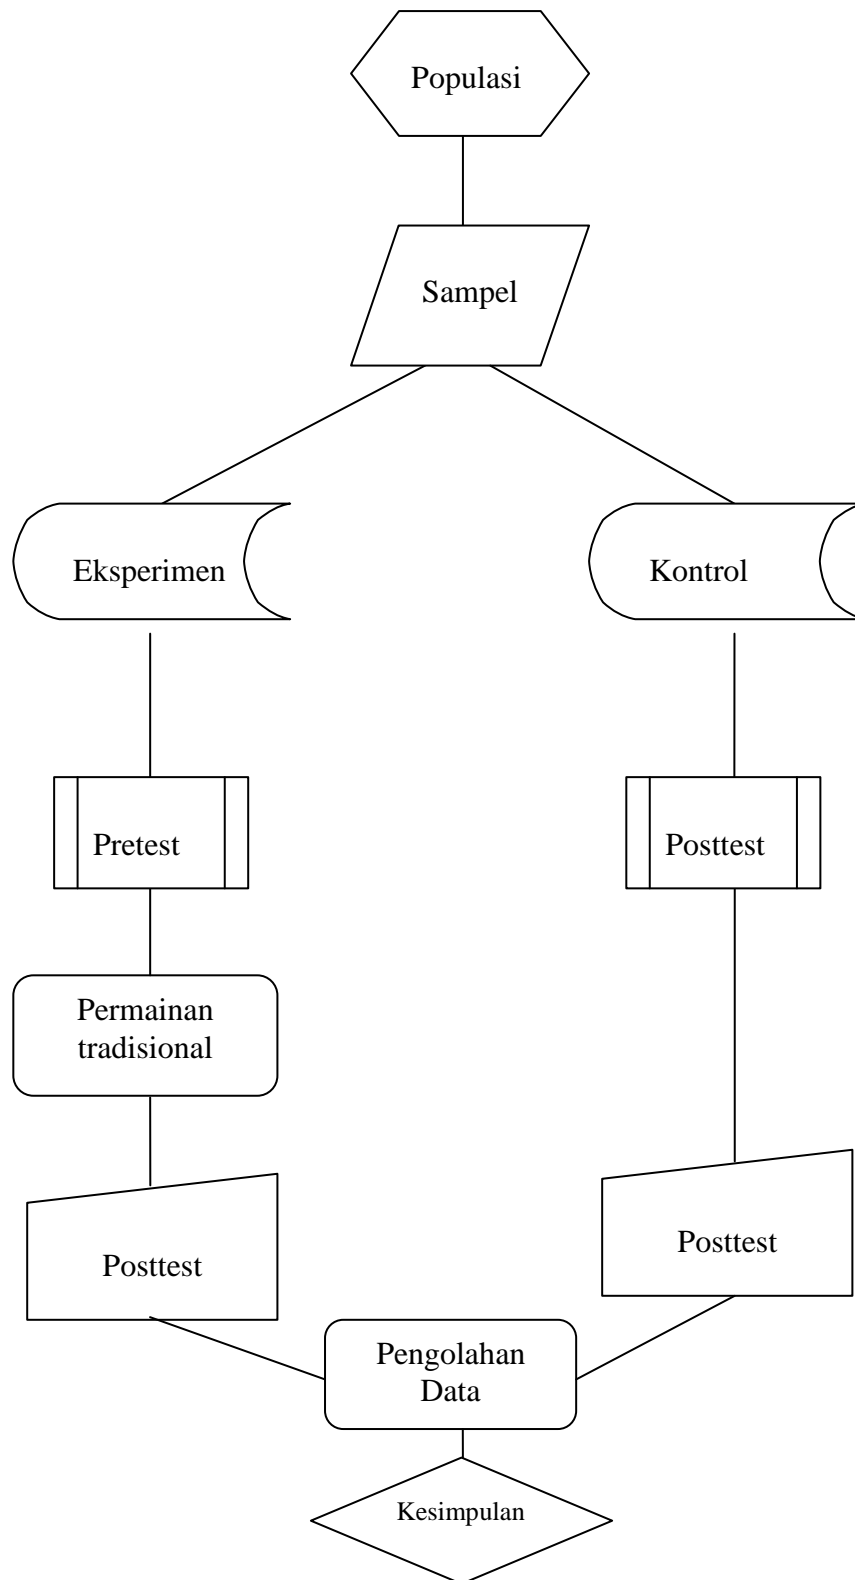 Populasi
Sampel
Eksperimen
Kontrol
Pretest
Posttest
Permainan
tradisional
Posttest
Posttest
Pengolahan
Data
Kesimpulan